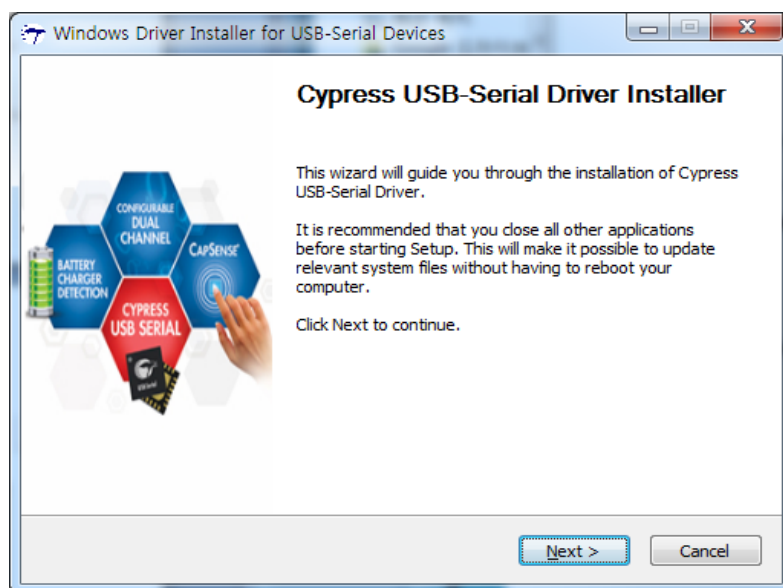 Windows Driver Installer for USB-Serial Devices
Cypress USB-Serial Driver Installer
This wizard will guide you through the installation of Cypress
USB-Serial Driver.
It is recommended that you close all other applications
before starting Setup. This will make it possible to update
relevant system files without having to reboot your
computer.
Click Next to continue.
CONFIGURABLE
DUAL
CHANNEL
CAPSENSE
BATTERY
CHARGER
DETECTION
CYPRESS
USB SERIAL
Next >
Cancel